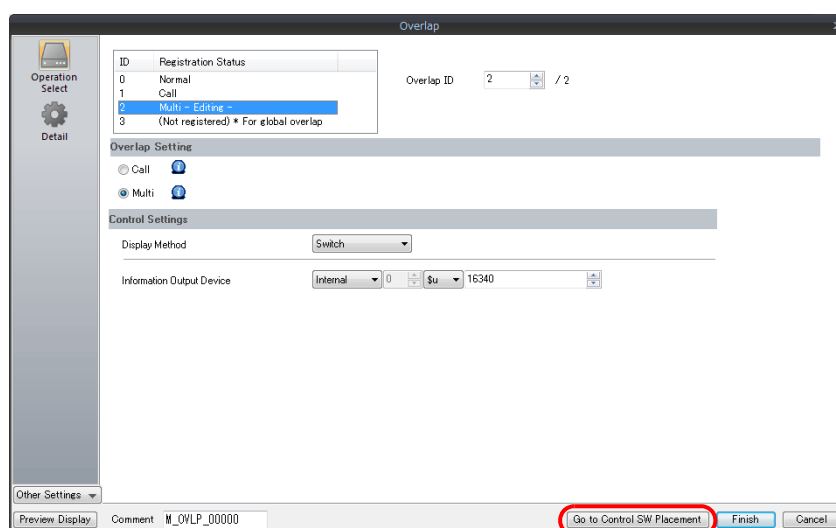 Overlap
Operation
Select
Detail
ID Registration Status
0 Normal
1 Call
2 Multi - Editing -
3 (Not registered) * For global overlap
Overlap ID 2 / 2
Overlap Setting
Call
Multi
Control Settings
Display Method Switch
Information Output Device Internal 0 $u 16340
Other Settings
Preview Display Comment M_OVLP_00000 Go to Control SW Placement Finish Cancel